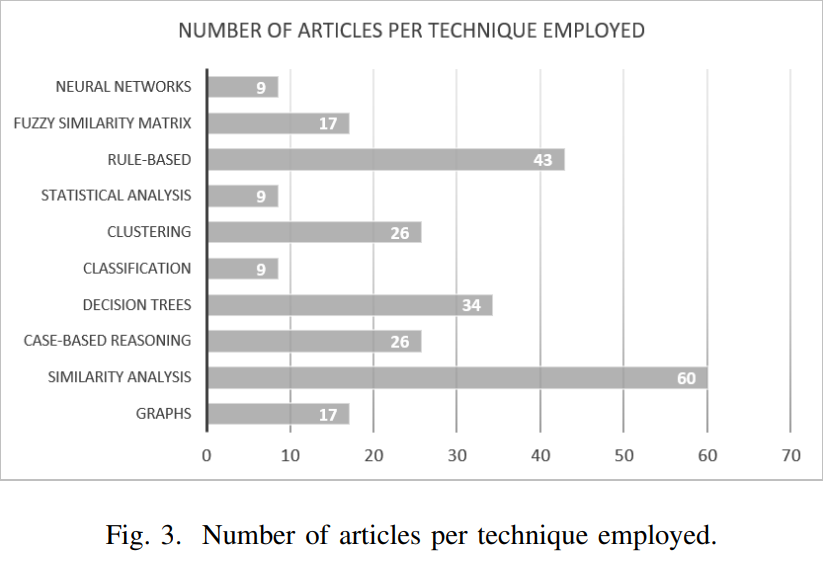 NUMBER OF ARTICLES PER TECHNIQUE EMPLOYED
NEURAL NETWORKS 9
FUZZY SIMILARITY MATRIX 17
RULE-BASED 43
STATISTICAL ANALYSIS 9
CLUSTERING 26
CLASSIFICATION 9
DECISION TREES 34
CASE-BASED REASONING 26
SIMILARITY ANALYSIS 60
GRAPHS 17
0 10 20 30 40 50 60 70
Fig. 3. Number of articles per technique employed.